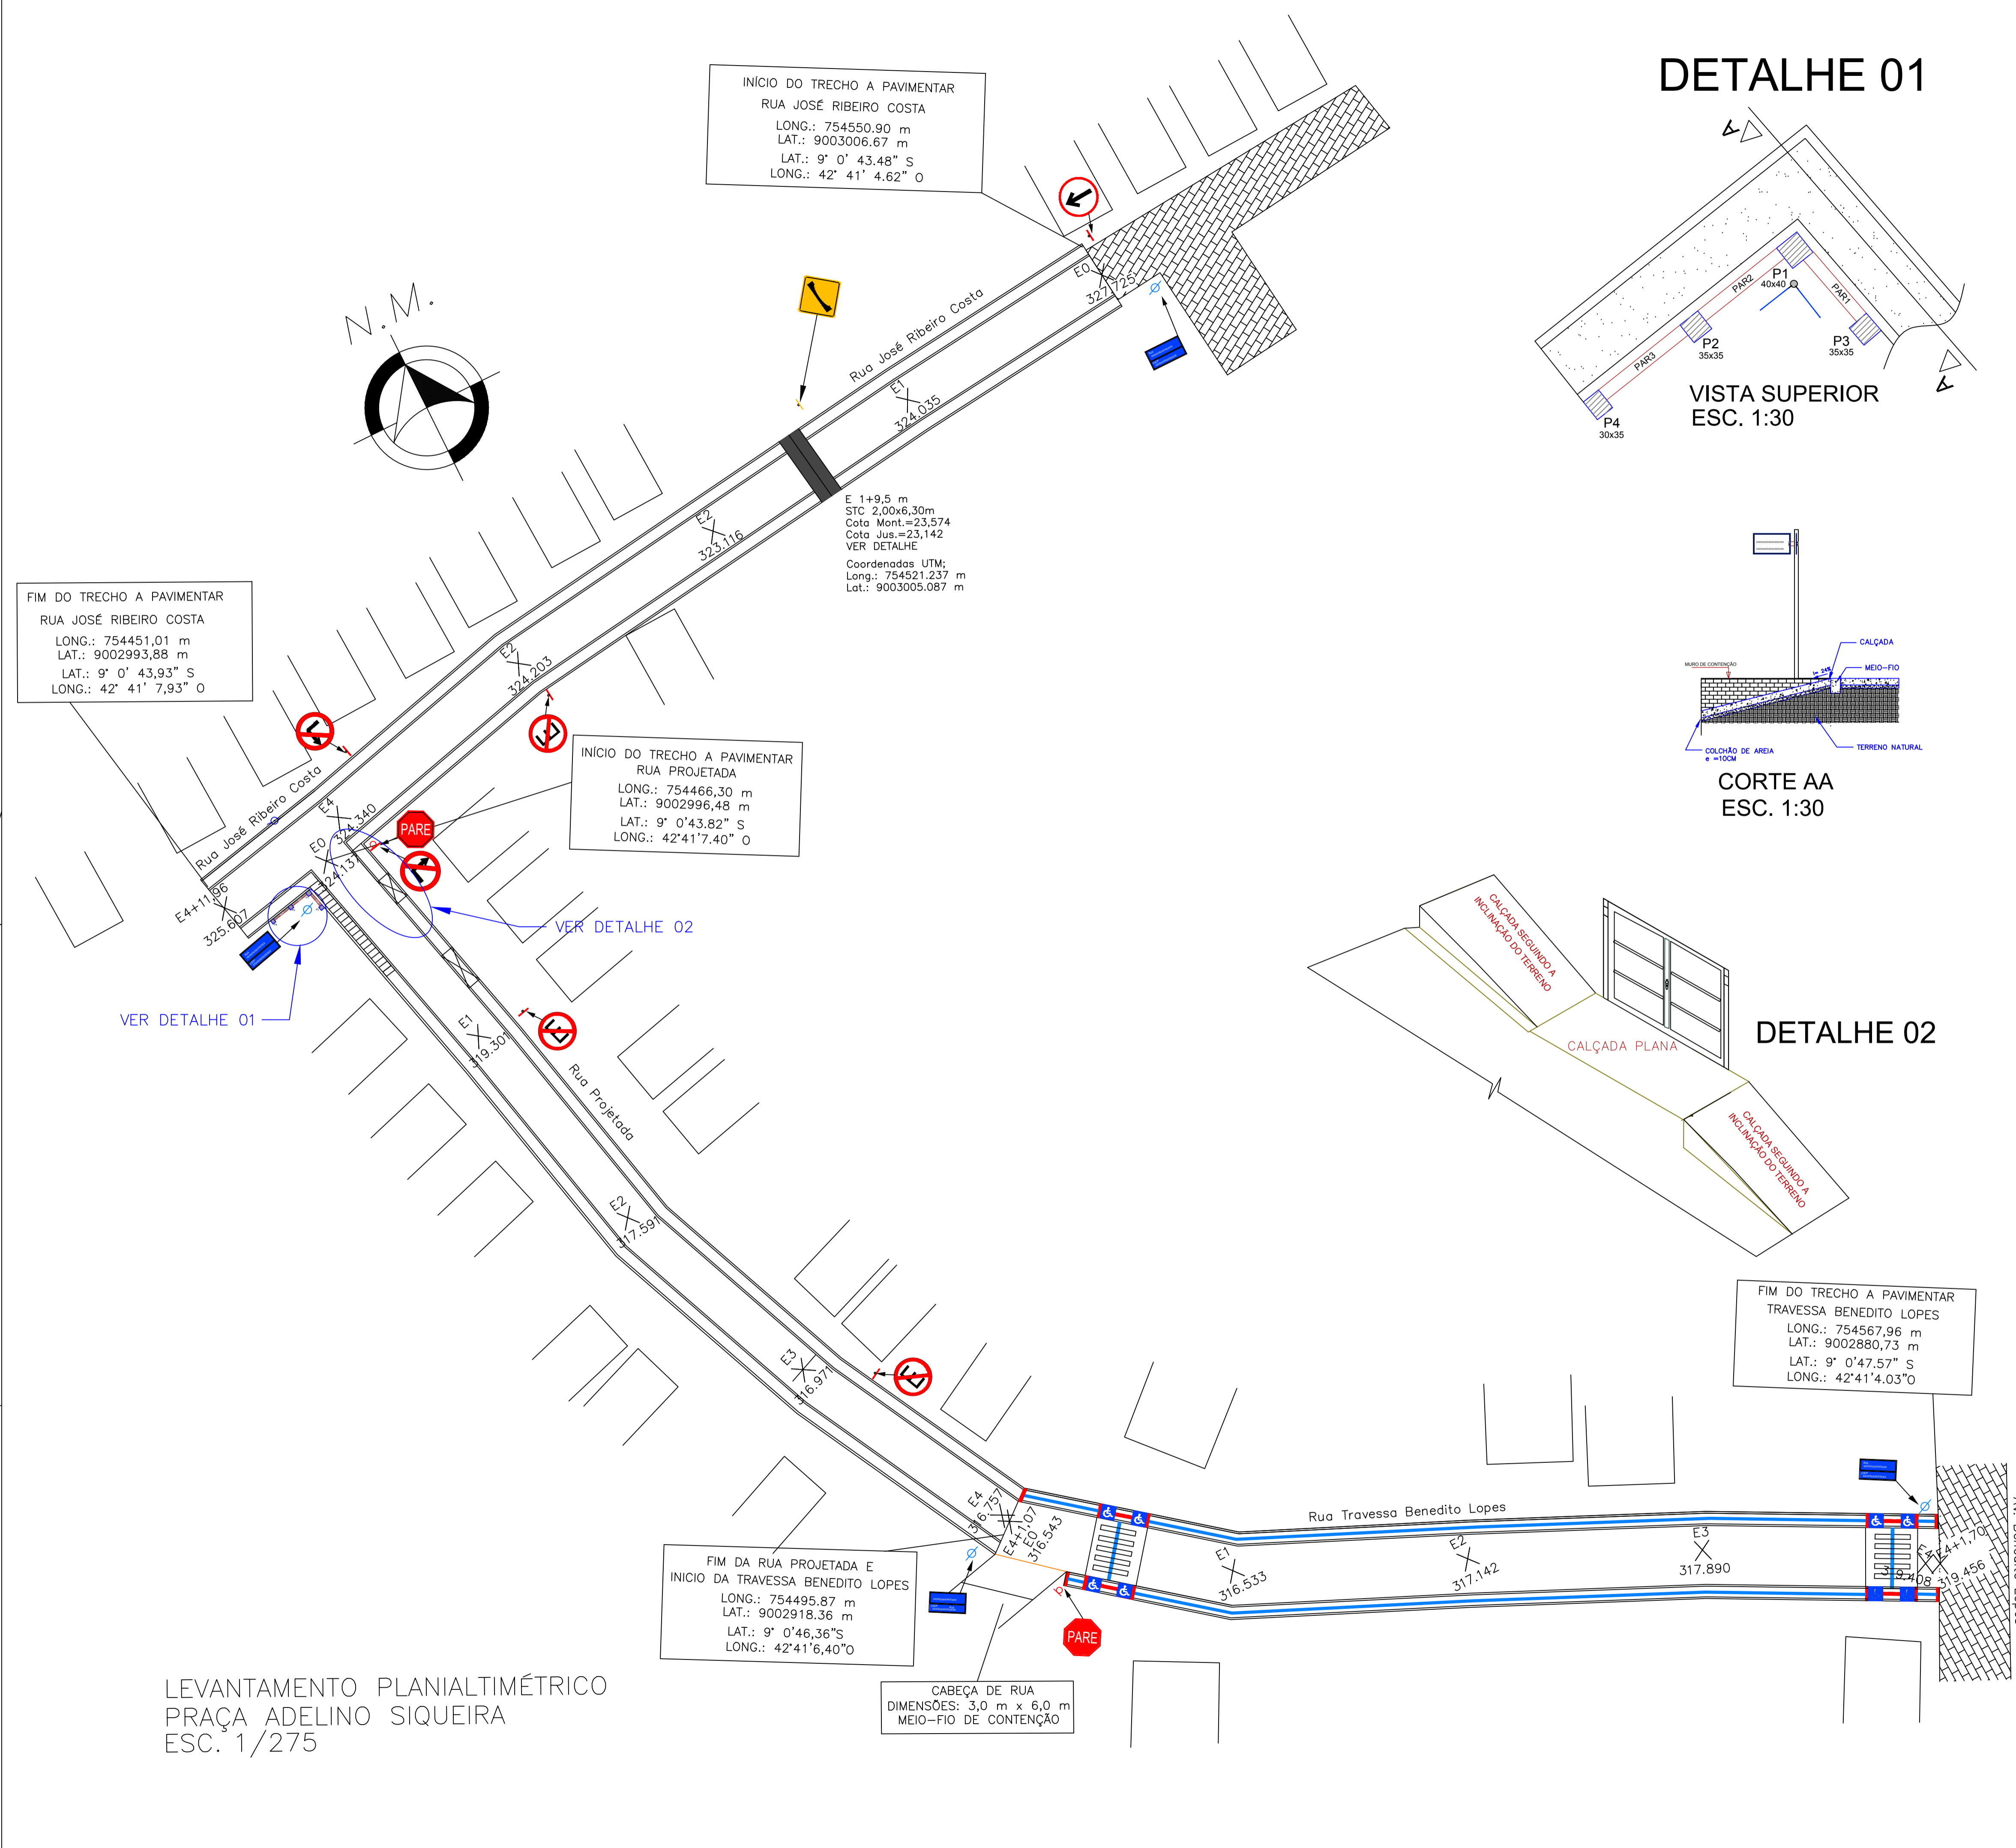 DETALHE 01
INÍCIO DO TRECHO A PAVIMENTAR
RUA JOSÉ RIBEIRO COSTA
LONG.: 754550.90 m
LAT.: 9003006.67 m
LAT.: 9° 0' 43.48" S
LONG.: 42° 41' 4.62" O
A
P1
40x40
PAR2
PAR1
PAR3
P2
35x35
P3
35x35
P4
30x35
A
VISTA SUPERIOR
ESC. 1:30
N.M.
E0
327.725
Rua José Ribeiro Costa
E1
324.035
E2
323.116
E 1+9,5 m
STC 2,00x6,30m
Cota Mont.=23,574
Cota Jus.=23,142
VER DETALHE
Coordenadas UTM;
Long.: 754521.237 m
Lat.: 9003005.087 m
FIM DO TRECHO A PAVIMENTAR
RUA JOSÉ RIBEIRO COSTA
LONG.: 754451,01 m
LAT.: 9002993,88 m
LAT.: 9° 0' 43,93" S
LONG.: 42° 41' 7,93" O
E2
324.203
E
INÍCIO DO TRECHO A PAVIMENTAR
RUA PROJETADA
LONG.: 754466,30 m
LAT.: 9002996,48 m
LAT.: 9° 0'43.82" S
LONG.: 42°41'7.40" O
MURO DE CONTENÇÃO
CALÇADA
MEIO-FIO
COLCHÃO DE AREIA
e =10CM
TERRENO NATURAL
CORTE AA
ESC. 1:30
Rua José Ribeiro Costa
E4
324.340
PARE
E0
324.137
E4+11,96
325.607
VER DETALHE 02
VER DETALHE 01
E1
319.301
E
Rua Projetada
CALÇADA SEGUINDO A
INCLINAÇÃO DO TERRENO
CALÇADA PLANA
DETALHE 02
CALÇADA SEGUINDO A
INCLINAÇÃO DO TERRENO
E2
317.591
E3
316.971
E
FIM DO TRECHO A PAVIMENTAR
TRAVESSA BENEDITO LOPES
LONG.: 754567,96 m
LAT.: 9002880,73 m
LAT.: 9° 0'47.57" S
LONG.: 42°41'4.03"O
E4
316.757
E4+1,07
E0
316.543
Rua Travessa Benedito Lopes
E1
316.533
E2
317.142
E3
317.890
E4
319.408
E4+1,70
319.456
FIM DA RUA PROJETADA E
INICIO DA TRAVESSA BENEDITO LOPES
LONG.: 754495.87 m
LAT.: 9002918.36 m
LAT.: 9° 0'46,36"S
LONG.: 42°41'6,40"O
PARE
CABEÇA DE RUA
DIMENSÕES: 3,0 m x 6,0 m
MEIO-FIO DE CONTENÇÃO
LEVANTAMENTO PLANIALTIMÉTRICO
PRAÇA ADELINO SIQUEIRA
ESC. 1/275